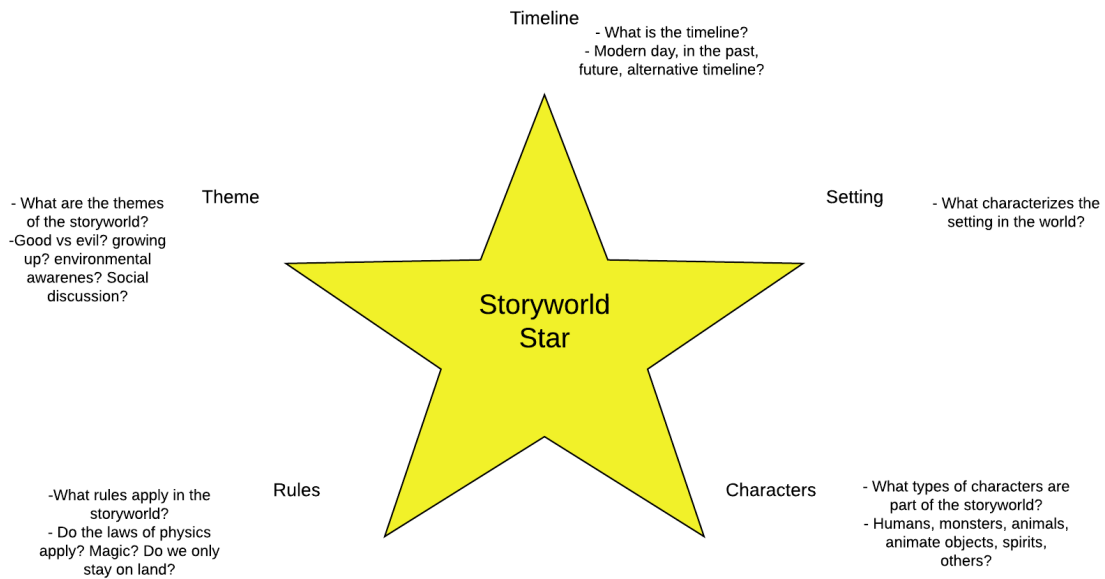 Timeline
- What is the timeline?
- Modern day, in the past,
future, alternative timeline?
Theme
- What are the themes
of the storyworld?
-Good vs evil? growing
up? environmental
awarenes? Social
discussion?
Setting
- What characterizes the
setting in the world?
Storyworld
Star
Rules
-What rules apply in the
storyworld?
- Do the laws of physics
apply? Magic? Do we only
stay on land?
Characters
- What types of characters are
part of the storyworld?
- Humans, monsters, animals,
animate objects, spirits,
others?